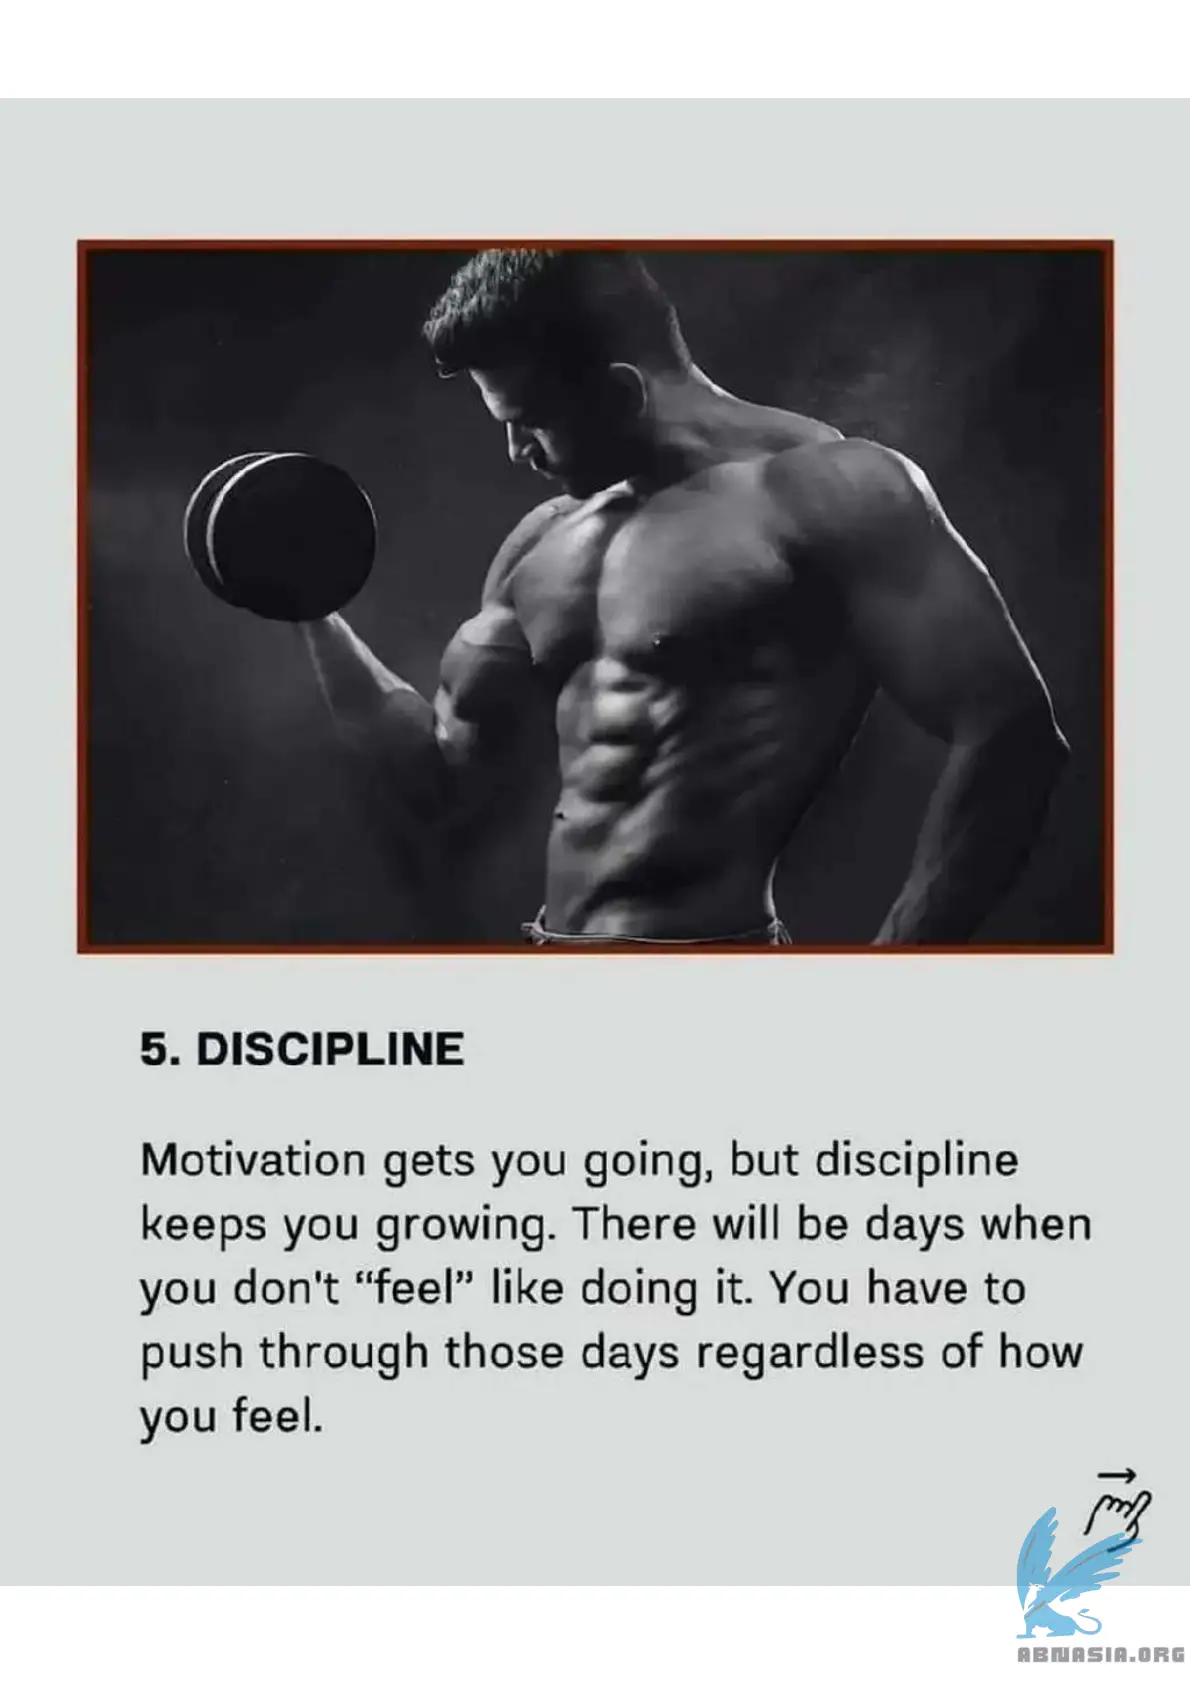 5. DISCIPLINE
Motivation gets you going, but discipline
keeps you growing. There will be days when
you don't “feel” like doing it. You have to
push through those days regardless of how
you feel.
ABNASIA.ORG